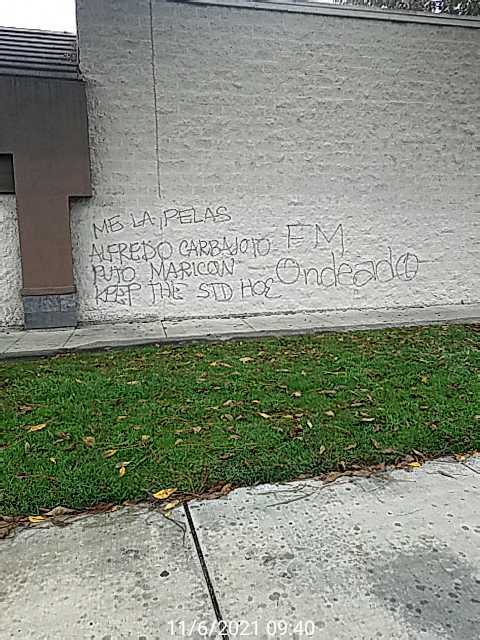 ME LA PELAS
ALFREDO CARBAJOTO
PUTO MARICON
KEEP THE STD HOE
FM
Ondeado
11/6/2021 09:40